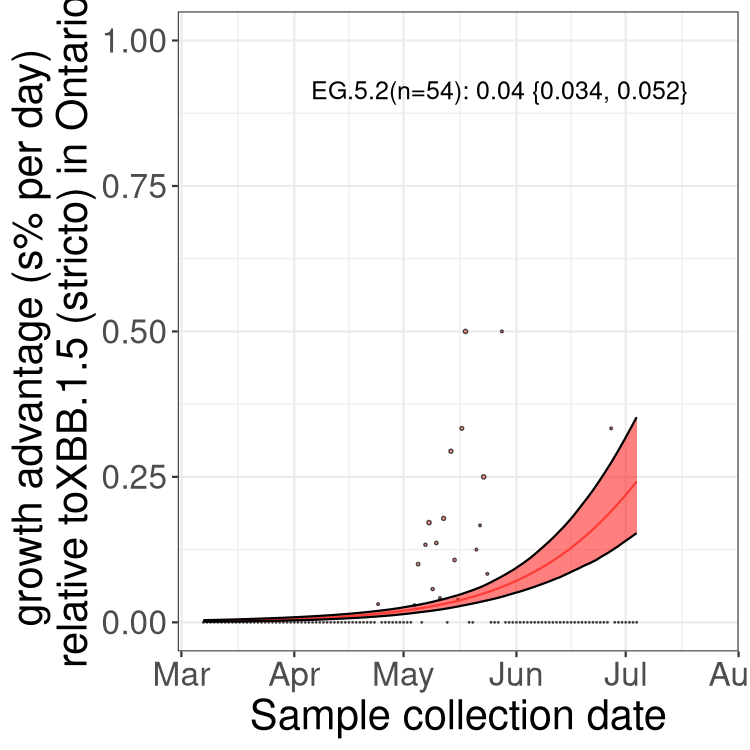 growth advantage (s% per day)
relative toXBB.1.5 (stricto) in Ontario
1.00
0.75
0.50
0.25
0.00
EG.5.2(n=54): 0.04 {0.034, 0.052}
Mar Apr May Jun Jul Au
Sample collection date